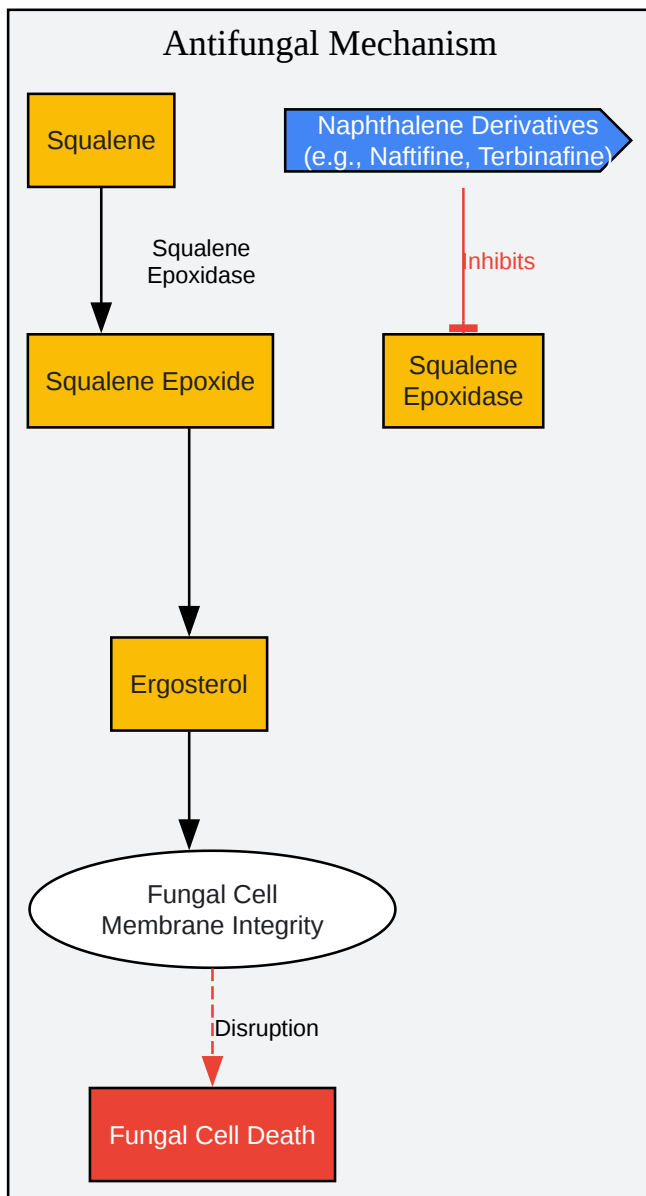 Antifungal Mechanism
Squalene
Naphthalene Derivatives
(e.g., Naftifine, Terbinafine)
Squalene
Epoxidase
Inhibits
Squalene Epoxide
Squalene
Epoxidase
Ergosterol
Fungal Cell
Membrane Integrity
Disruption
Fungal Cell Death